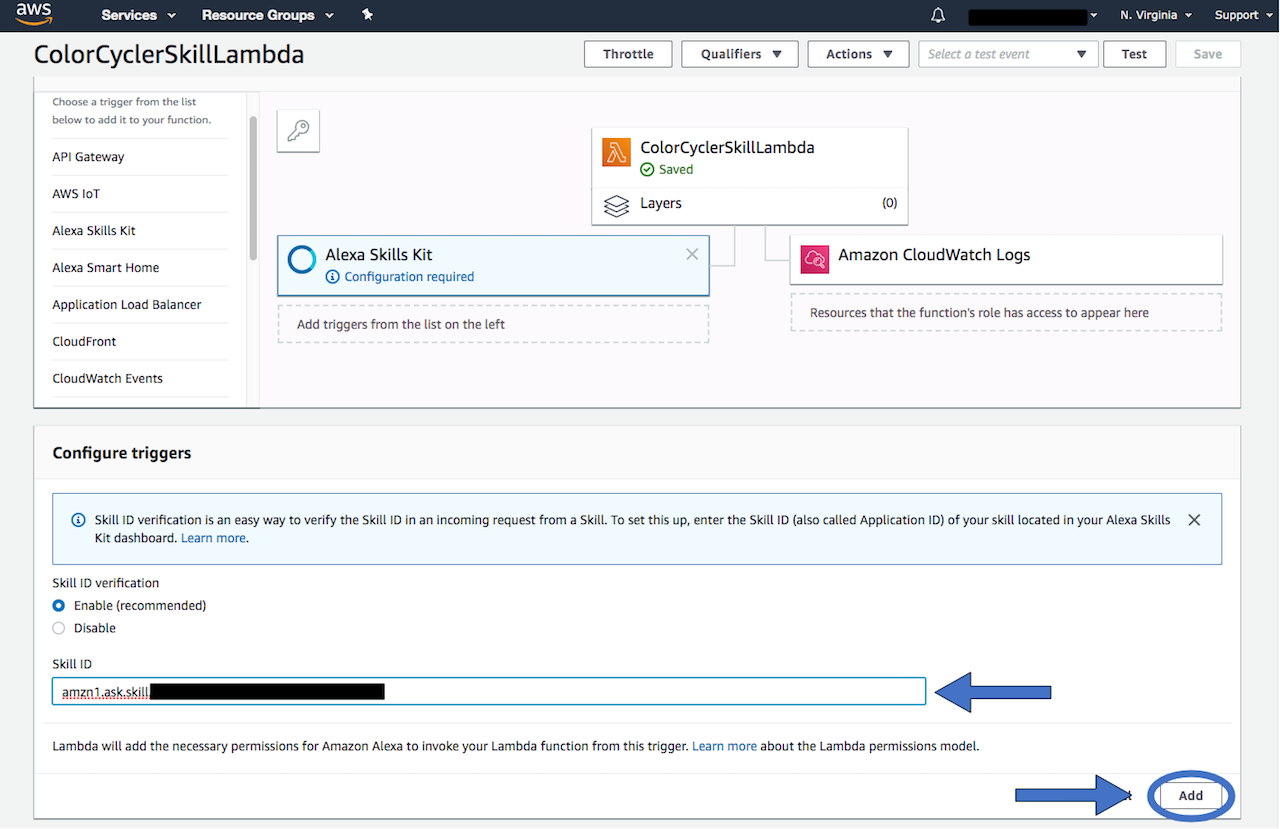 aws
Services
Resource Groups
N. Virginia
Support
ColorCyclerSkillLambda
Throttle
Qualifiers
Actions
Select a test event
Test
Save
Choose a trigger from the list
below to add it to your function.
API Gateway
AWS IoT
Alexa Skills Kit
Alexa Smart Home
Application Load Balancer
CloudFront
CloudWatch Events
ColorCyclerSkillLambda
Saved
Layers
(0)
Alexa Skills Kit
Configuration required
Add triggers from the list on the left
Amazon CloudWatch Logs
Resources that the function's role has access to appear here
Configure triggers
Skill ID verification is an easy way to verify the Skill ID in an incoming request from a Skill. To set this up, enter the Skill ID (also called Application ID) of your skill located in your Alexa Skills
Kit dashboard. Learn more.
Skill ID verification
Enable (recommended)
Disable
Skill ID
amzn1.ask.skill.
Lambda will add the necessary permissions for Amazon Alexa to invoke your Lambda function from this trigger. Learn more about the Lambda permissions model.
Add